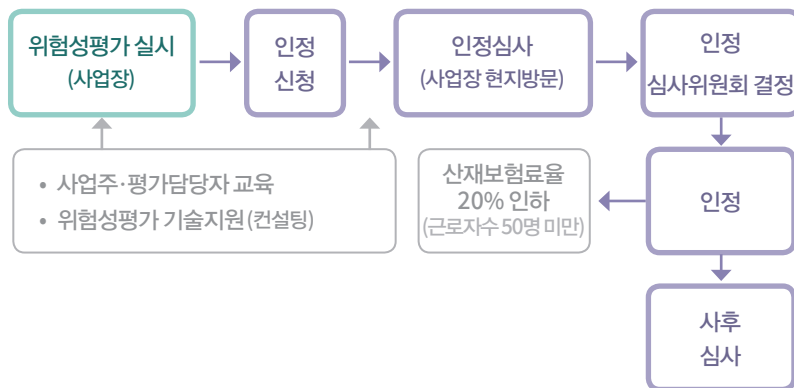 위험성평가 실시
(사업장)
인정
신청
인정심사
(사업장 현지방문)
인정
심사위원회 결정
• 사업주·평가담당자 교육
• 위험성평가 기술지원(컨설팅)
산재보험료율
20% 인하
(근로자수 50명 미만)
인정
사후
심사